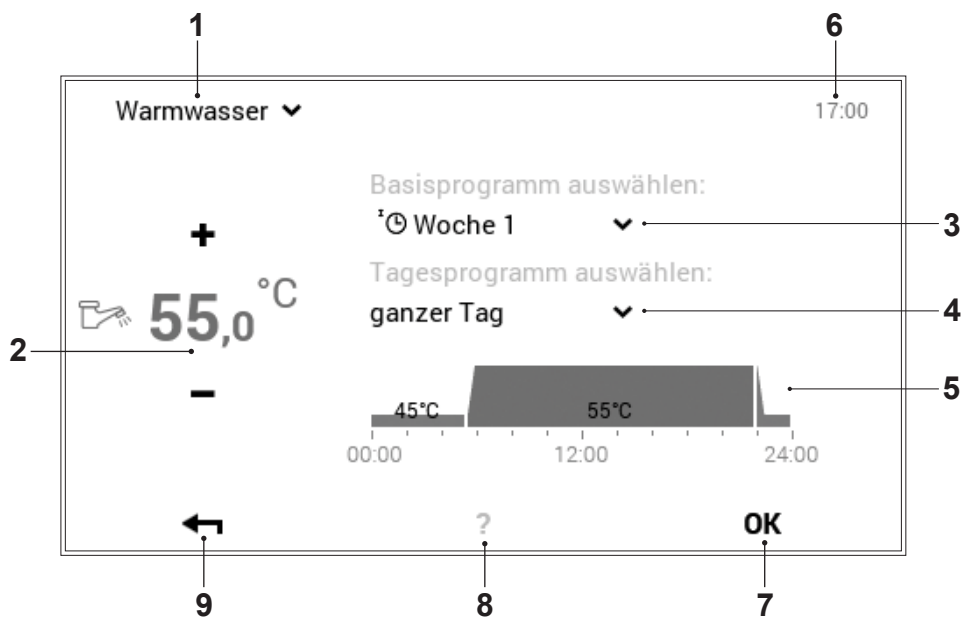 1
6
Warmwasser
17:00
Basisprogramm auswählen:
I Woche 1
3
+
Tagesprogramm auswählen:
55,0 °C
ganzer Tag
4
2
–
45°C
55°C
5
00:00
12:00
24:00
?
OK
9
8
7